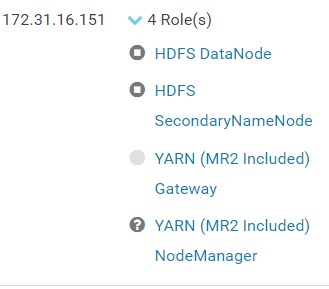 172.31.16.151 4 Role(s)
HDFS DataNode
HDFS
SecondaryNameNode
YARN (MR2 Included)
Gateway
? YARN (MR2 Included)
NodeManager